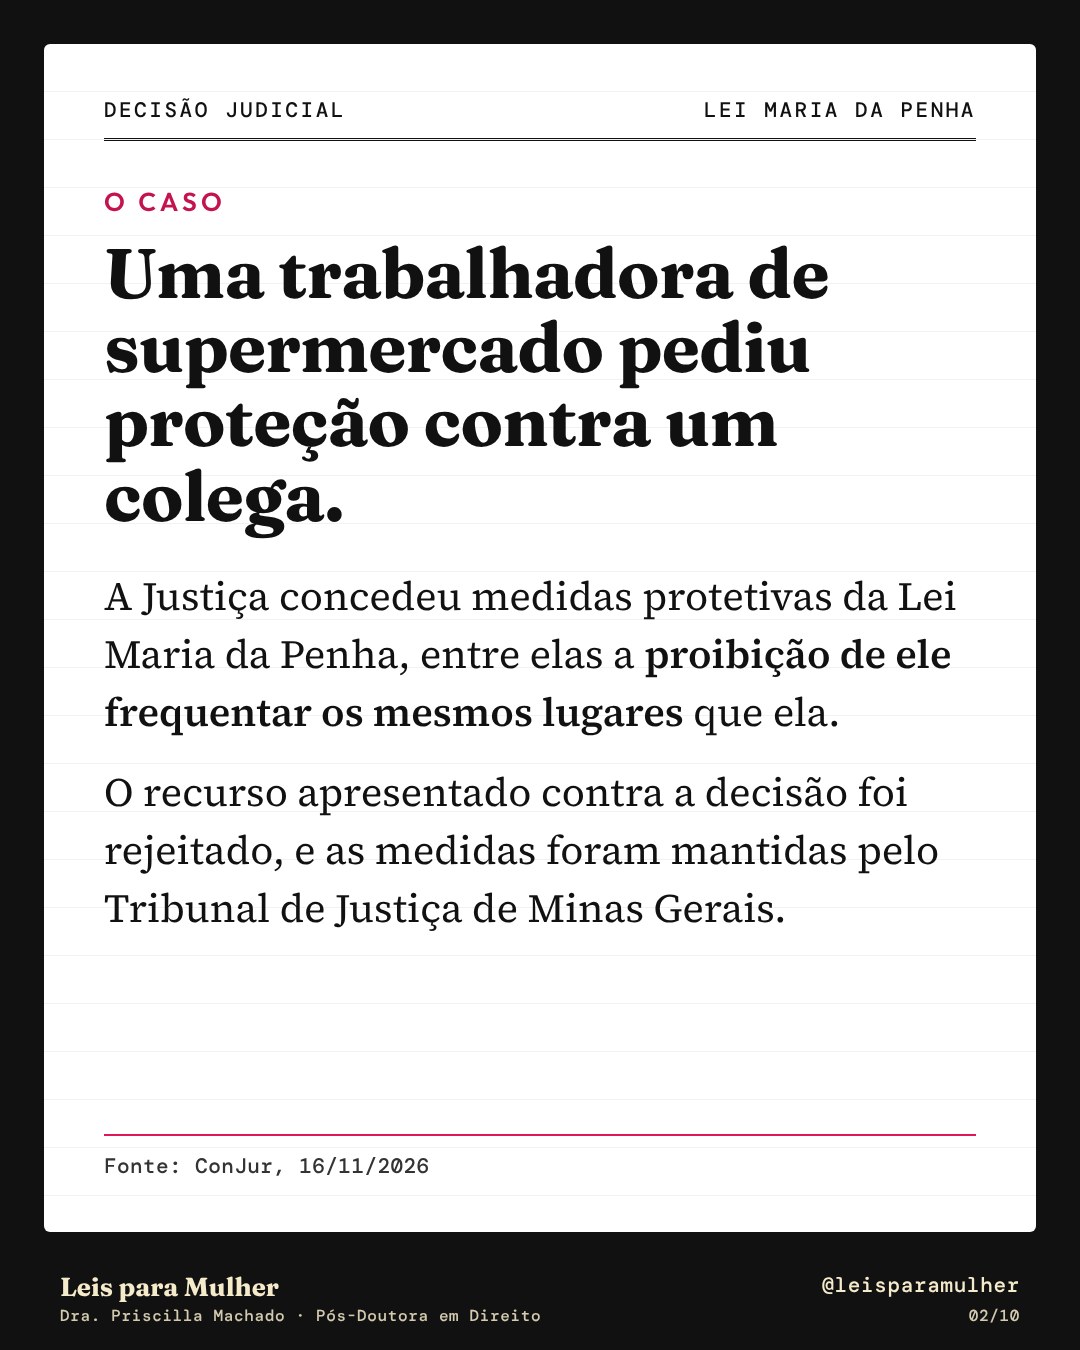 DECISÃO JUDICIAL
LEI MARIA DA PENHA
O CASO
Uma trabalhadora de
supermercado pediu
proteção contra um
colega.
A Justiça concedeu medidas protetivas da Lei
Maria da Penha, entre elas a proibição de ele
frequentar os mesmos lugares que ela.
O recurso apresentado contra a decisão foi
rejeitado, e as medidas foram mantidas pelo
Tribunal de Justiça de Minas Gerais.
Fonte: ConJur, 16/11/2026
Leis para Mulher
Dra. Priscilla Machado · Pós-Doutora em Direito
@leisparamulher
02/10